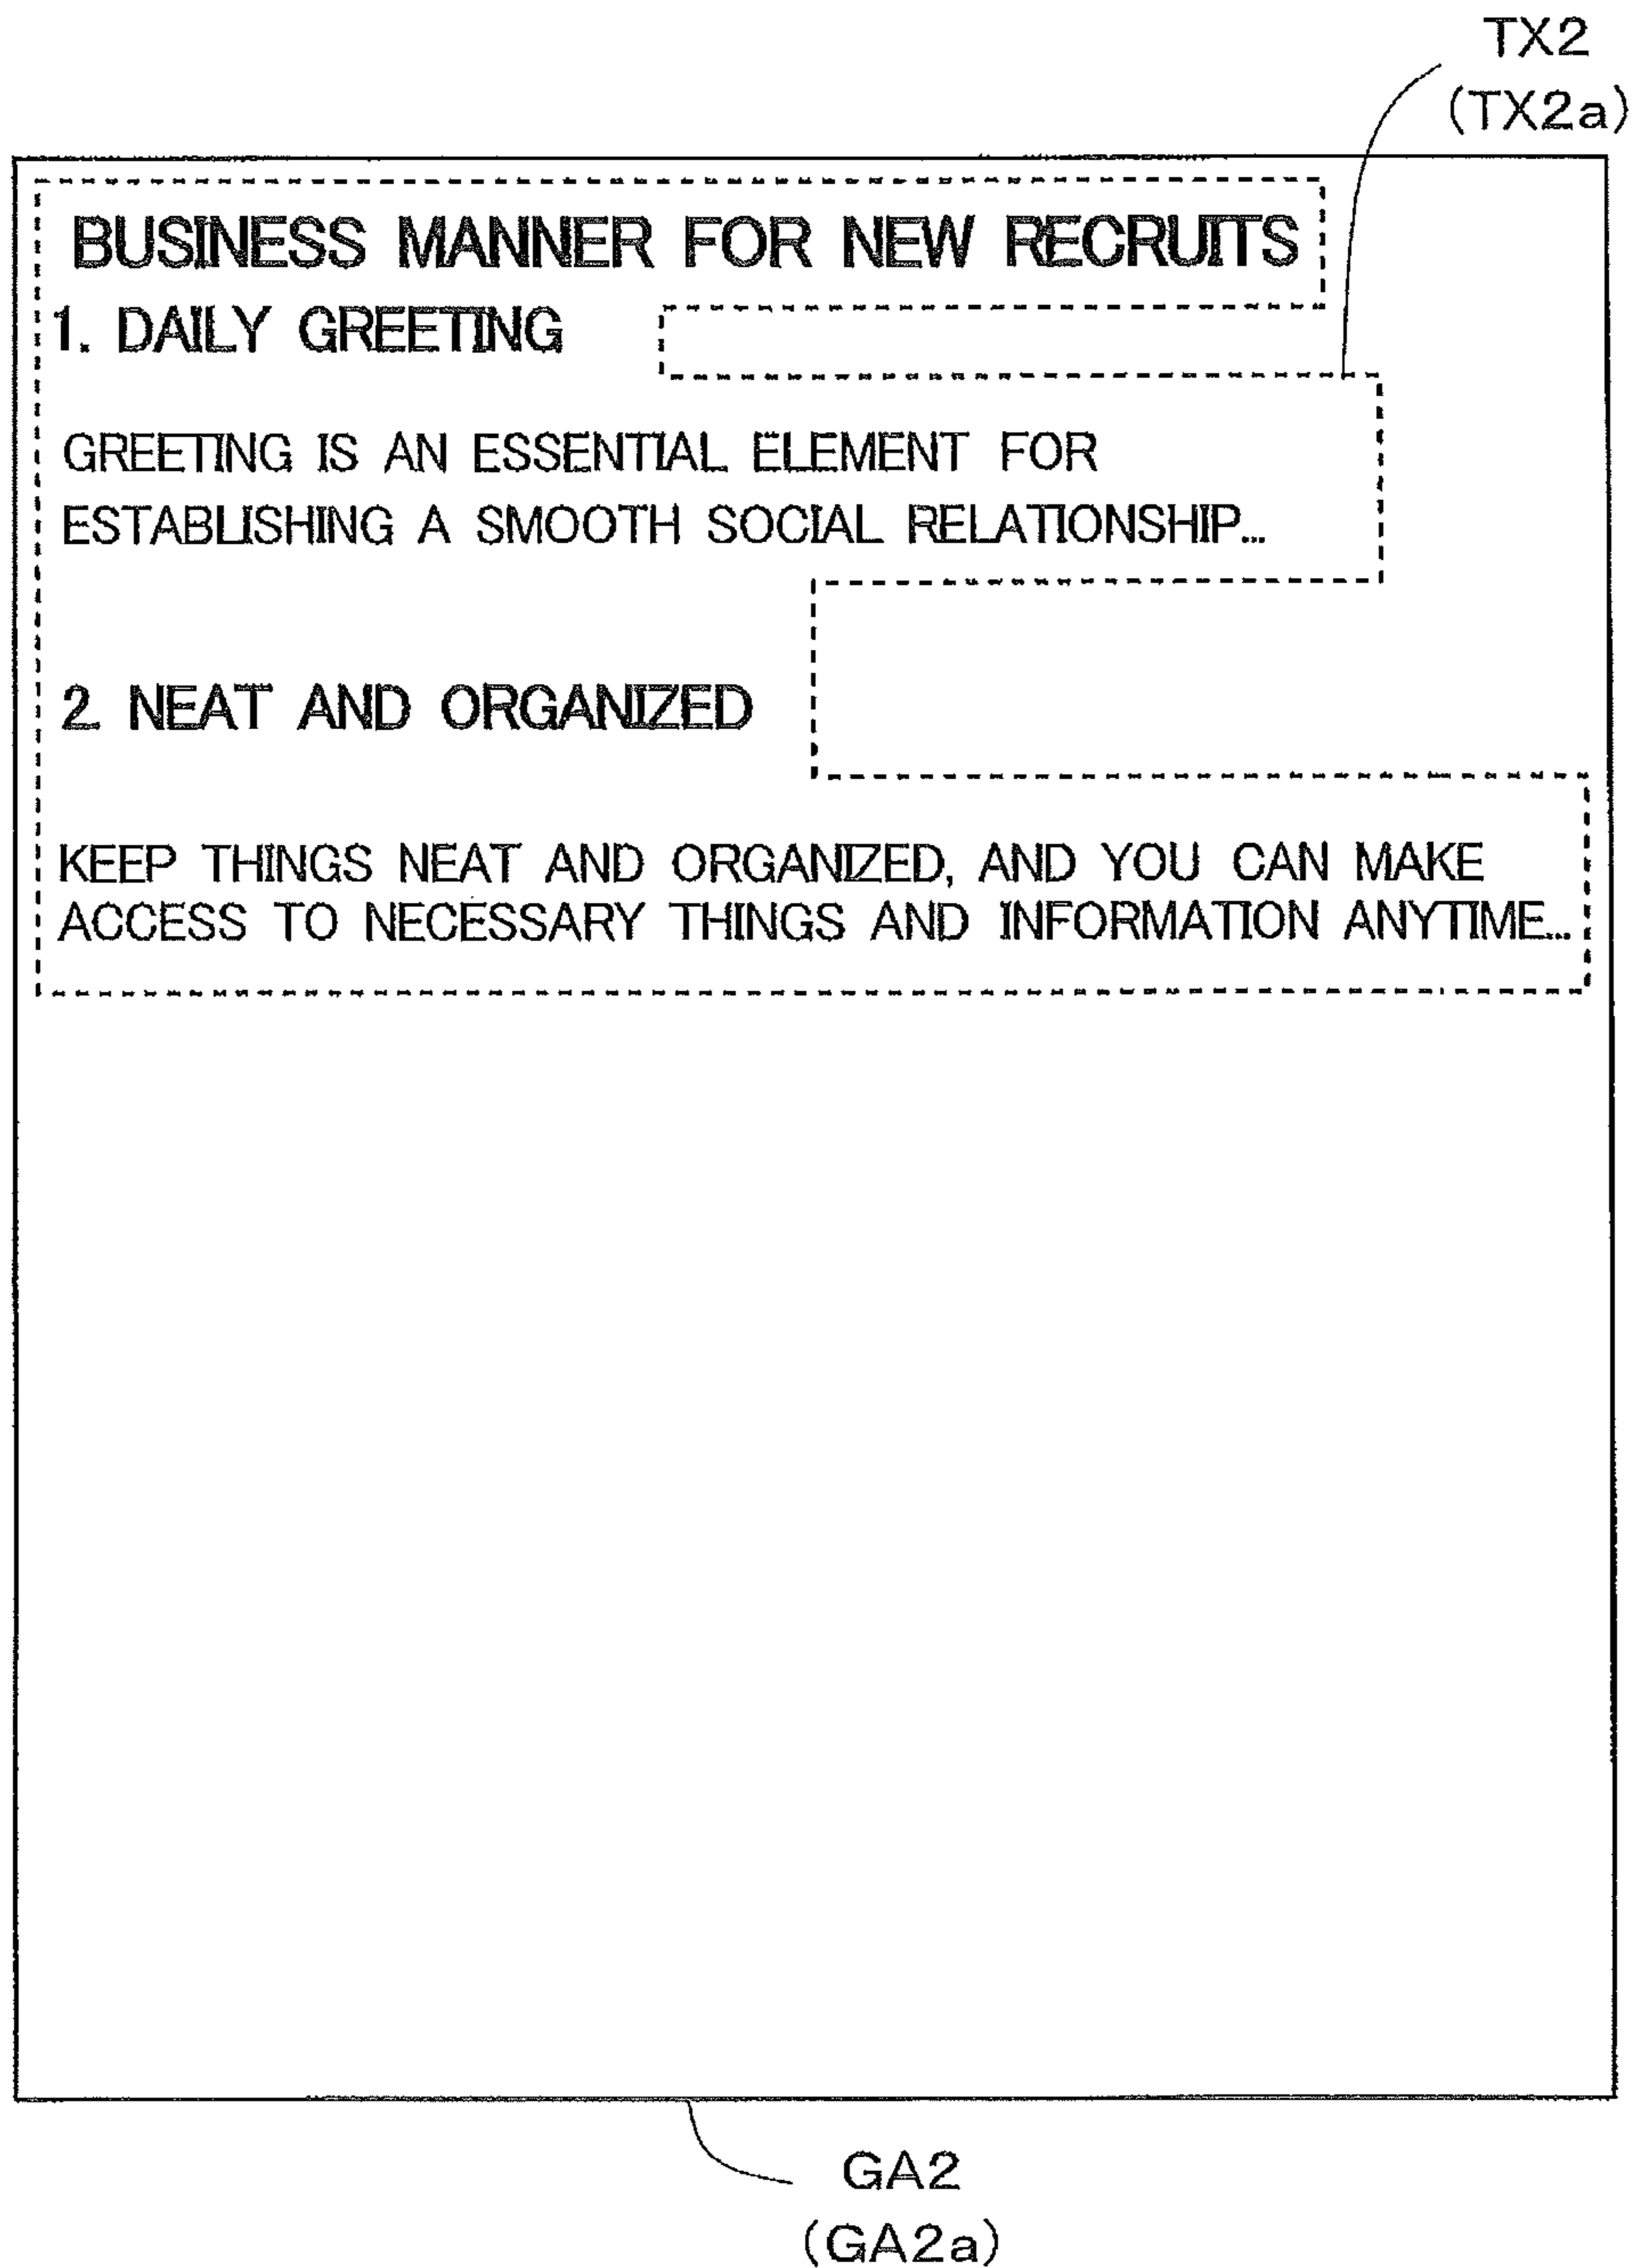 TX2
(TX2a)
BUSINESS MANNER FOR NEW RECRUITS
1. DAILY GREETING
GREETING IS AN ESSENTIAL ELEMENT FOR
ESTABLISHING A SMOOTH SOCIAL RELATIONSHIP...
2. NEAT AND ORGANIZED
KEEP THINGS NEAT AND ORGANIZED, AND YOU CAN MAKE
ACCESS TO NECESSARY THINGS AND INFORMATION ANYTIME...
GA2
(GA2a)